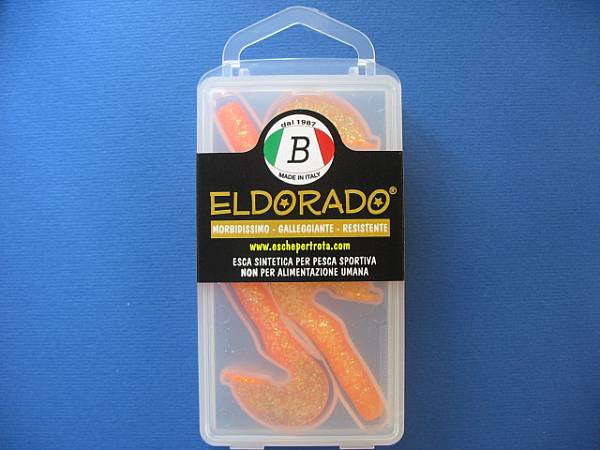 dal 1987
B
MADE IN ITALY
ELDORADO®
MORBIDISSIMO - GALLEGGIANTE - RESISTENTE
www.eschepertrota.com
ESCA SINTETICA PER PESCA SPORTIVA
NON PER ALIMENTAZIONE UMANA